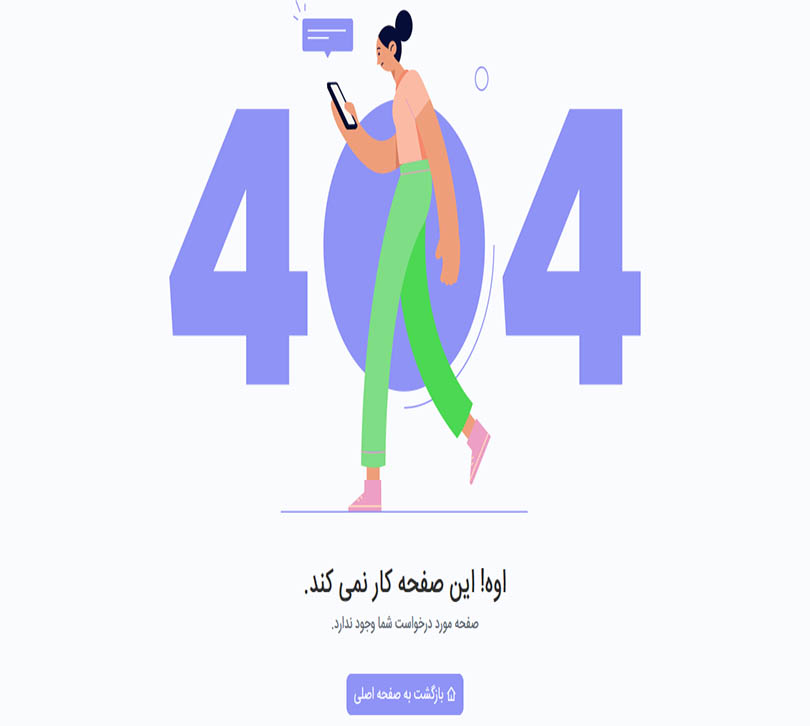 404
اوه! این صفحه کار نمی کند.
صفحه مورد درخواست شما وجود ندارد.
بازگشت به صفحه اصلی